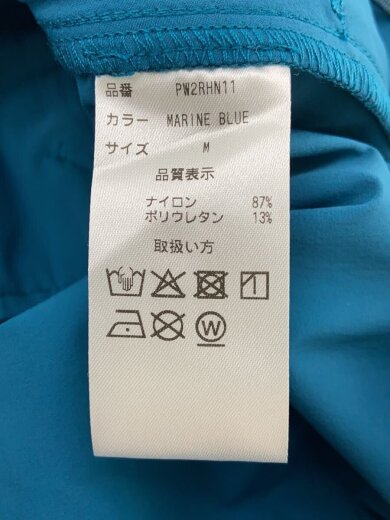 品番 PW2RHN11
カラー MARINE BLUE
サイズ M
品質表示
ナイロン 87%
ポリウレタン 13%
取扱い方
W